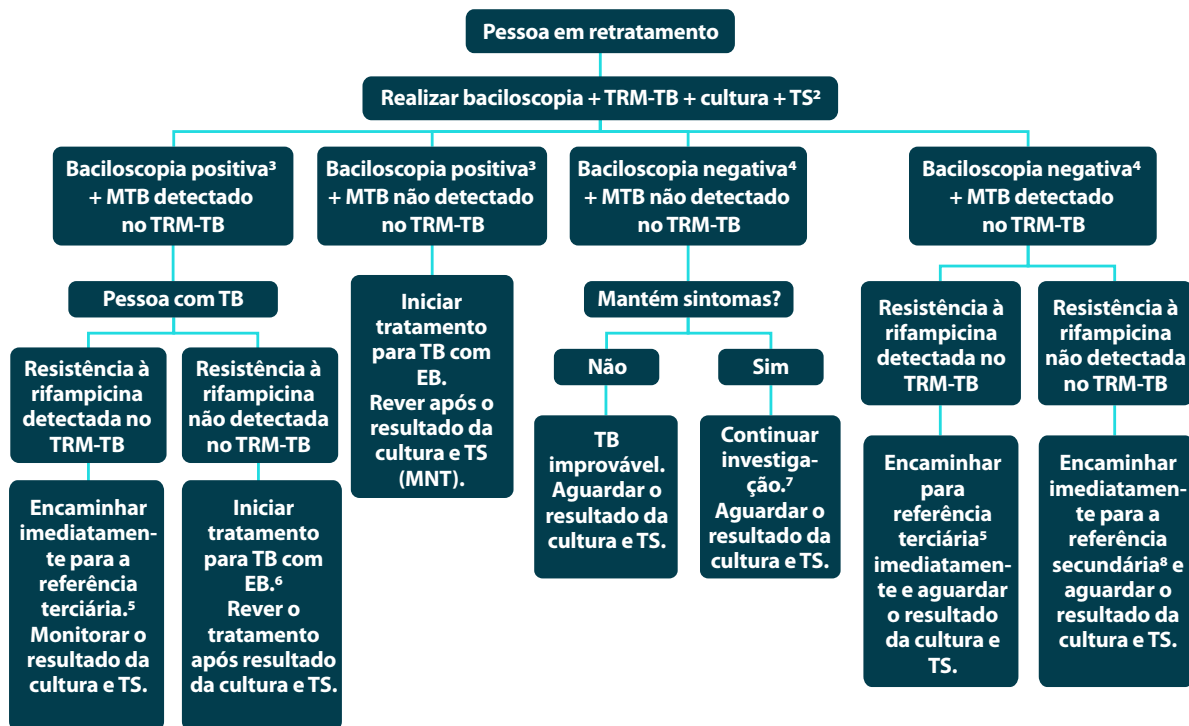 Pessoa em retratamento
Realizar baciloscopia + TRM-TB + cultura + TS²
Baciloscopia positiva³
+ MTB detectado
no TRM-TB
Baciloscopia positiva³
+ MTB não detectado
no TRM-TB
Baciloscopia negativa⁴
+ MTB não detectado
no TRM-TB
Baciloscopia negativa⁴
+ MTB detectado
no TRM-TB
Pessoa com TB
Resistência à
rifampicina
detectada no
TRM-TB
Resistência à
rifampicina
não detectada
no TRM-TB
Encaminhar
imediatamen-
te para a
referência
terciária.⁵
Monitorar o
resultado da
cultura e TS.
Iniciar
tratamento
para TB com
EB.⁶
Rever o
tratamento
após resultado
da cultura e TS.
Iniciar
tratamento
para TB com
EB.
Rever após o
resultado da
cultura e TS
(MNT).
Mantém sintomas?
Não
Sim
TB
improvável.
Aguardar o
resultado da
cultura e TS.
Continuar
investiga-
ção.⁷
Aguardar o
resultado da
cultura e TS.
Resistência à
rifampicina
detectada no
TRM-TB
Resistência à
rifampicina
não detectada
no TRM-TB
Encaminhar
para
referência
terciária⁵
imediatamen-
te e aguardar
o resultado
da cultura e
TS.
Encaminhar
imediatamen-
te para a
referência
secundária⁸ e
aguardar o
resultado da
cultura e TS.